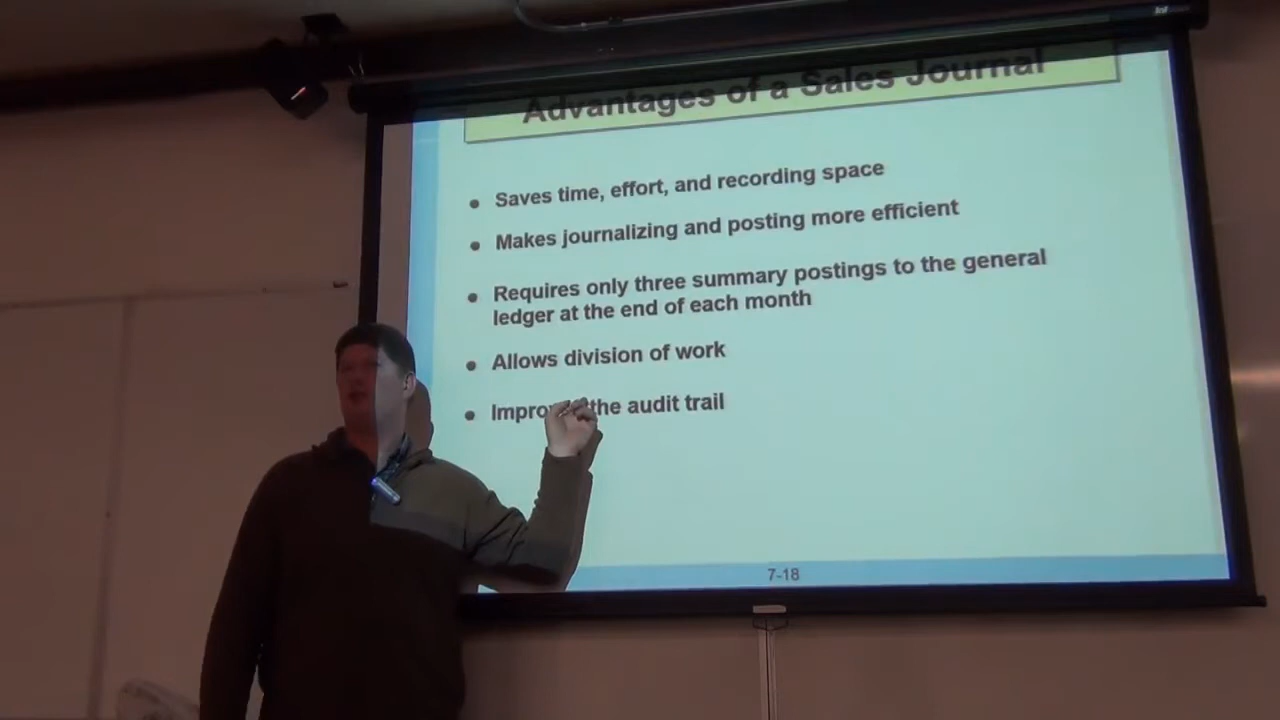 Advantages of a Sales Journal
• Saves time, effort, and recording space
• Makes journalizing and posting more efficient
• Requires only three summary postings to the general
ledger at the end of each month
• Allows division of work
• Impro the audit trail
7-18